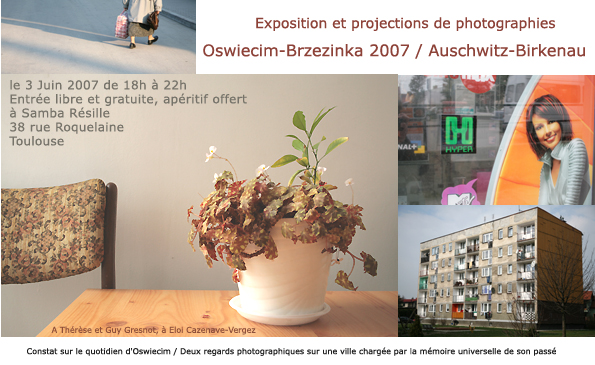 Exposition et projections de photographies
Oswiecim-Brzezinka 2007 / Auschwitz-Birkenau
le 3 Juin 2007 de 18h à 22h
Entrée libre et gratuite, apéritif offert
à Samba Résille
38 rue Roquelaine
Toulouse
HYPER
MTV
A Thérèse et Guy Gresnot, à Eloi Cazenave-Vergez
Constat sur le quotidien d'Oswiecim / Deux regards photographiques sur une ville chargée par la mémoire universelle de son passé